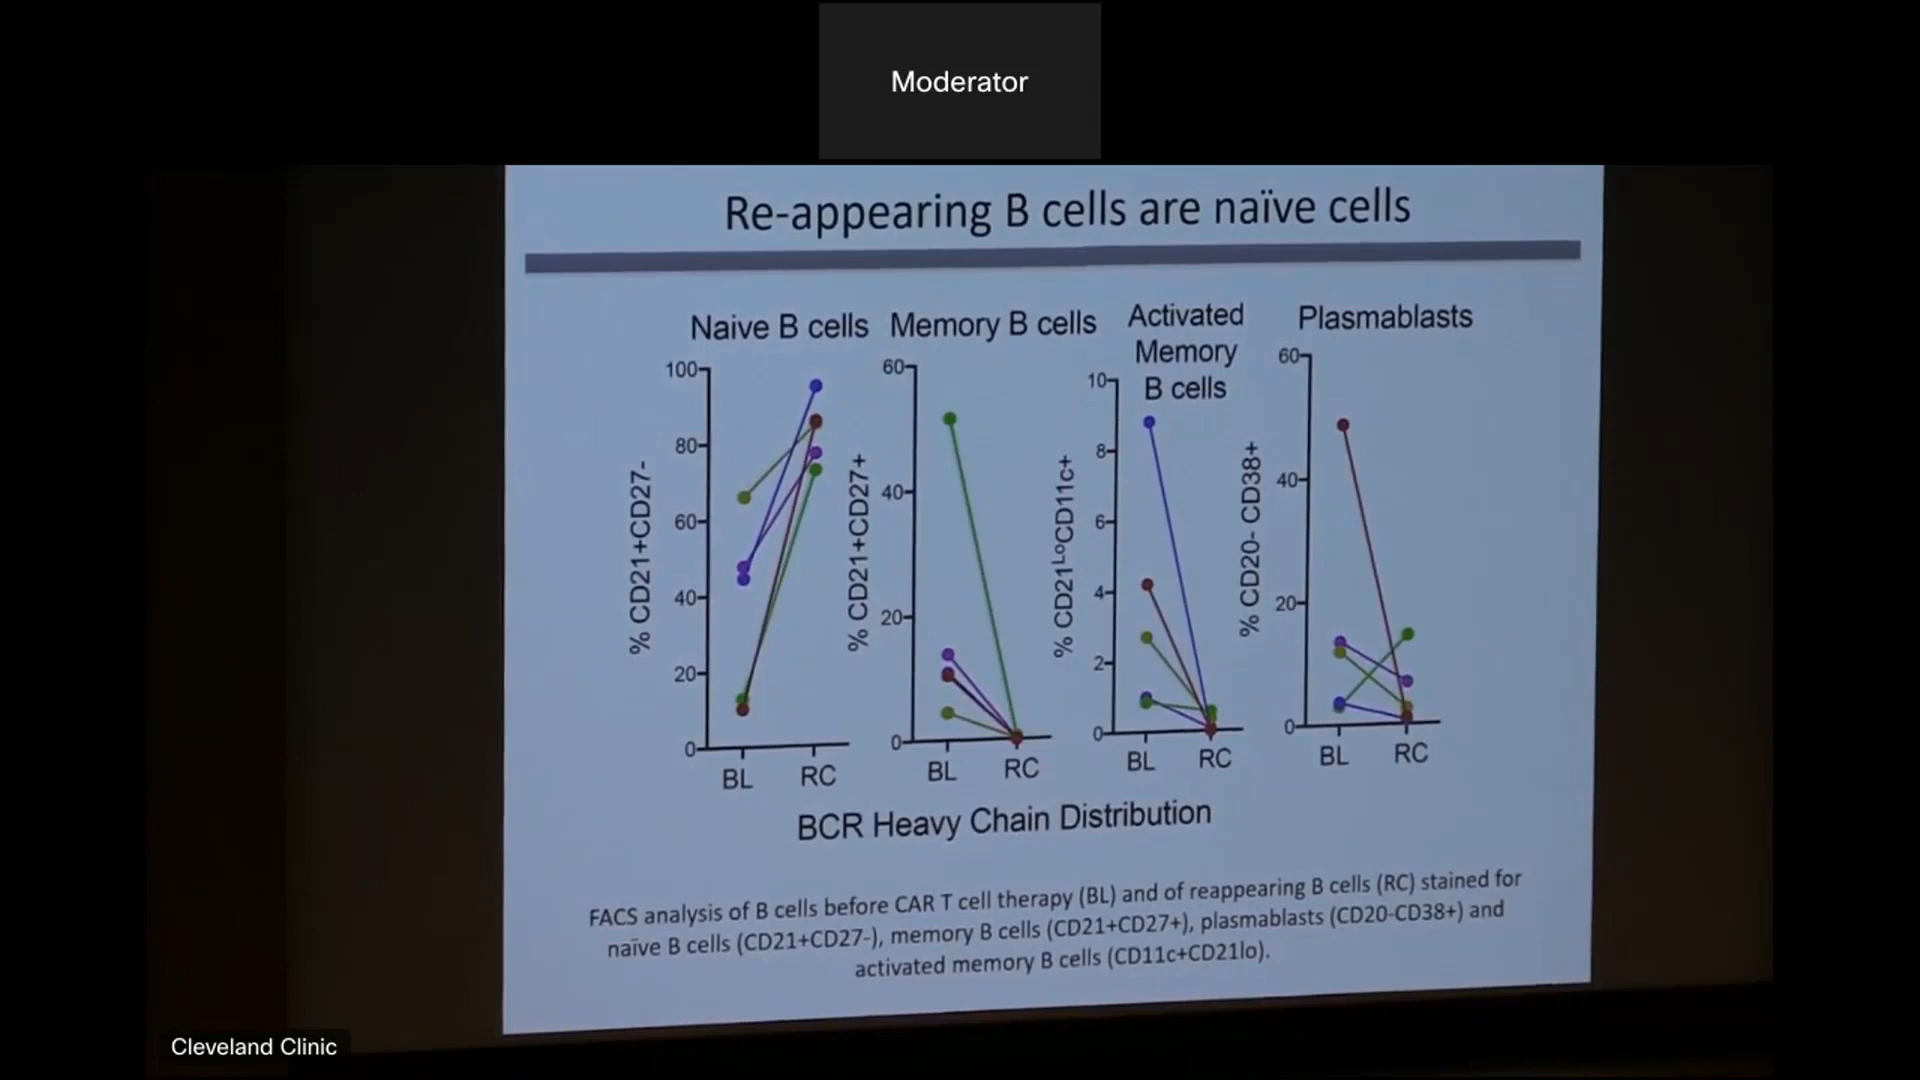 Moderator
Re-appearing B cells are naïve cells
Naive B cells
Memory B cells
Activated
Memory
B cells
Plasmablasts
% CD21+CD27-
100
80
60
40
20
0
BL
RC
% CD21+CD27+
60
40
20
0
BL
RC
% CD21LoCD11c+
10
8
6
4
2
0
BL
RC
% CD20- CD38+
60
40
20
0
BL
RC
BCR Heavy Chain Distribution
FACS analysis of B cells before CAR T cell therapy (BL) and of reappearing B cells (RC) stained for
naïve B cells (CD21+CD27-), memory B cells (CD21+CD27+), plasmablasts (CD20-CD38+) and
activated memory B cells (CD11c+CD21lo).
Cleveland Clinic